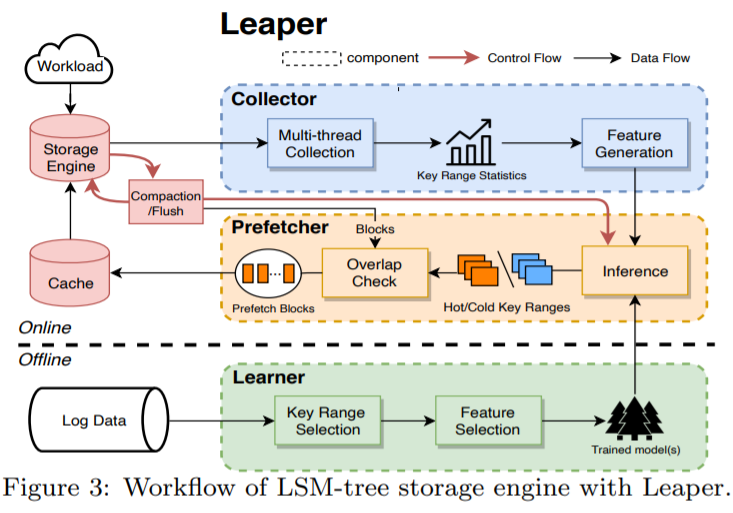 Leaper
component
Control Flow
Data Flow
Workload
Collector
Storage
Engine
Multi-thread
Collection
Key Range Statistics
Feature
Generation
Compaction
/Flush
Prefetcher
Blocks
Cache
Prefetch Blocks
Overlap
Check
Hot/Cold Key Ranges
Inference
Online
Offline
Learner
Log Data
Key Range
Selection
Feature
Selection
Trained model(s)
Figure 3: Workflow of LSM-tree storage engine with Leaper.